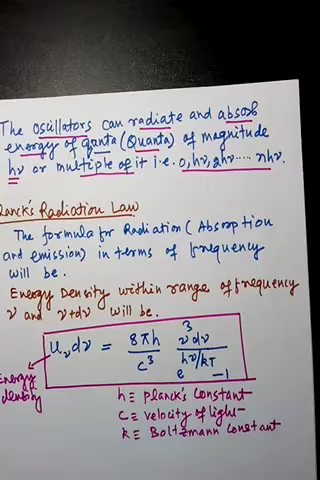 The oscillators can radiate and absorb
energy of qanta (Quanta) of magnitude
hν or multiple of it i.e. 0, hν, 2hν..... nhν.
Planck's Radiation Law
The formula for Radiation (Absorption
and emission) in terms of frequency
will be.
Energy Density within range of frequency
ν and ν+dν will be.
Energy density
u_ν dν = 8πh/c³ ν³dν/(e^(hν/kT) -1)
h ≡ Planck's Constant
c ≡ velocity of light
k ≡ Boltzmann Constant